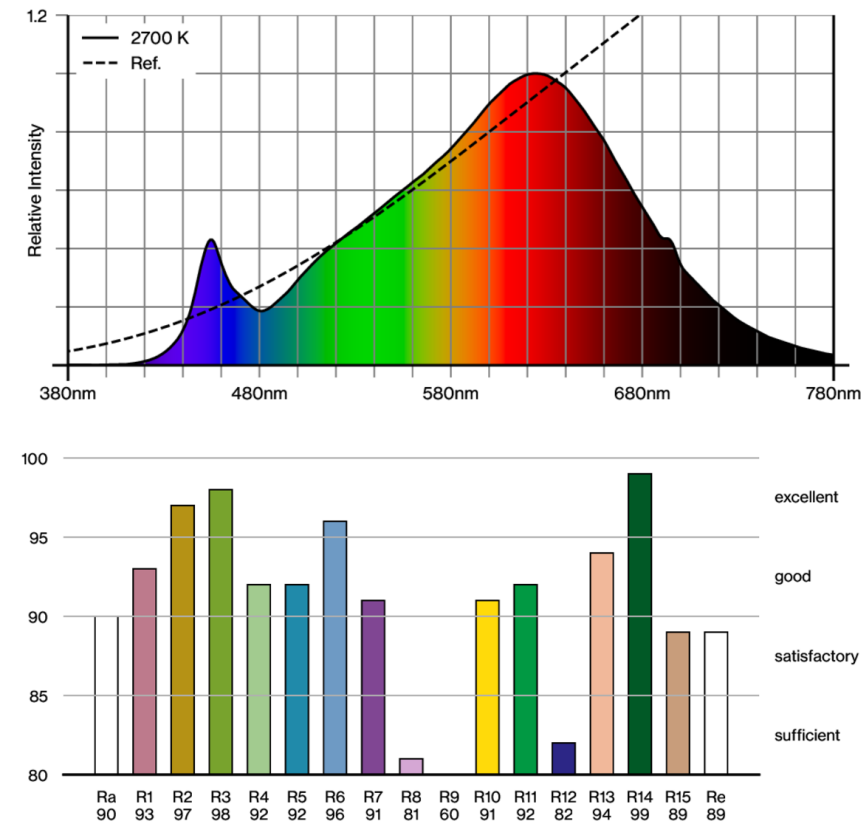 1.2
2700 K
Ref.
Relative Intensity
380nm 480nm 580nm 680nm 780nm
100
excellent
95
good
90
satisfactory
85
sufficient
80
Ra R1 R2 R3 R4 R5 R6 R7 R8 R9 R10 R11 R12 R13 R14 R15 Re
90 93 97 98 92 92 96 91 81 60 91 92 82 94 99 89 89